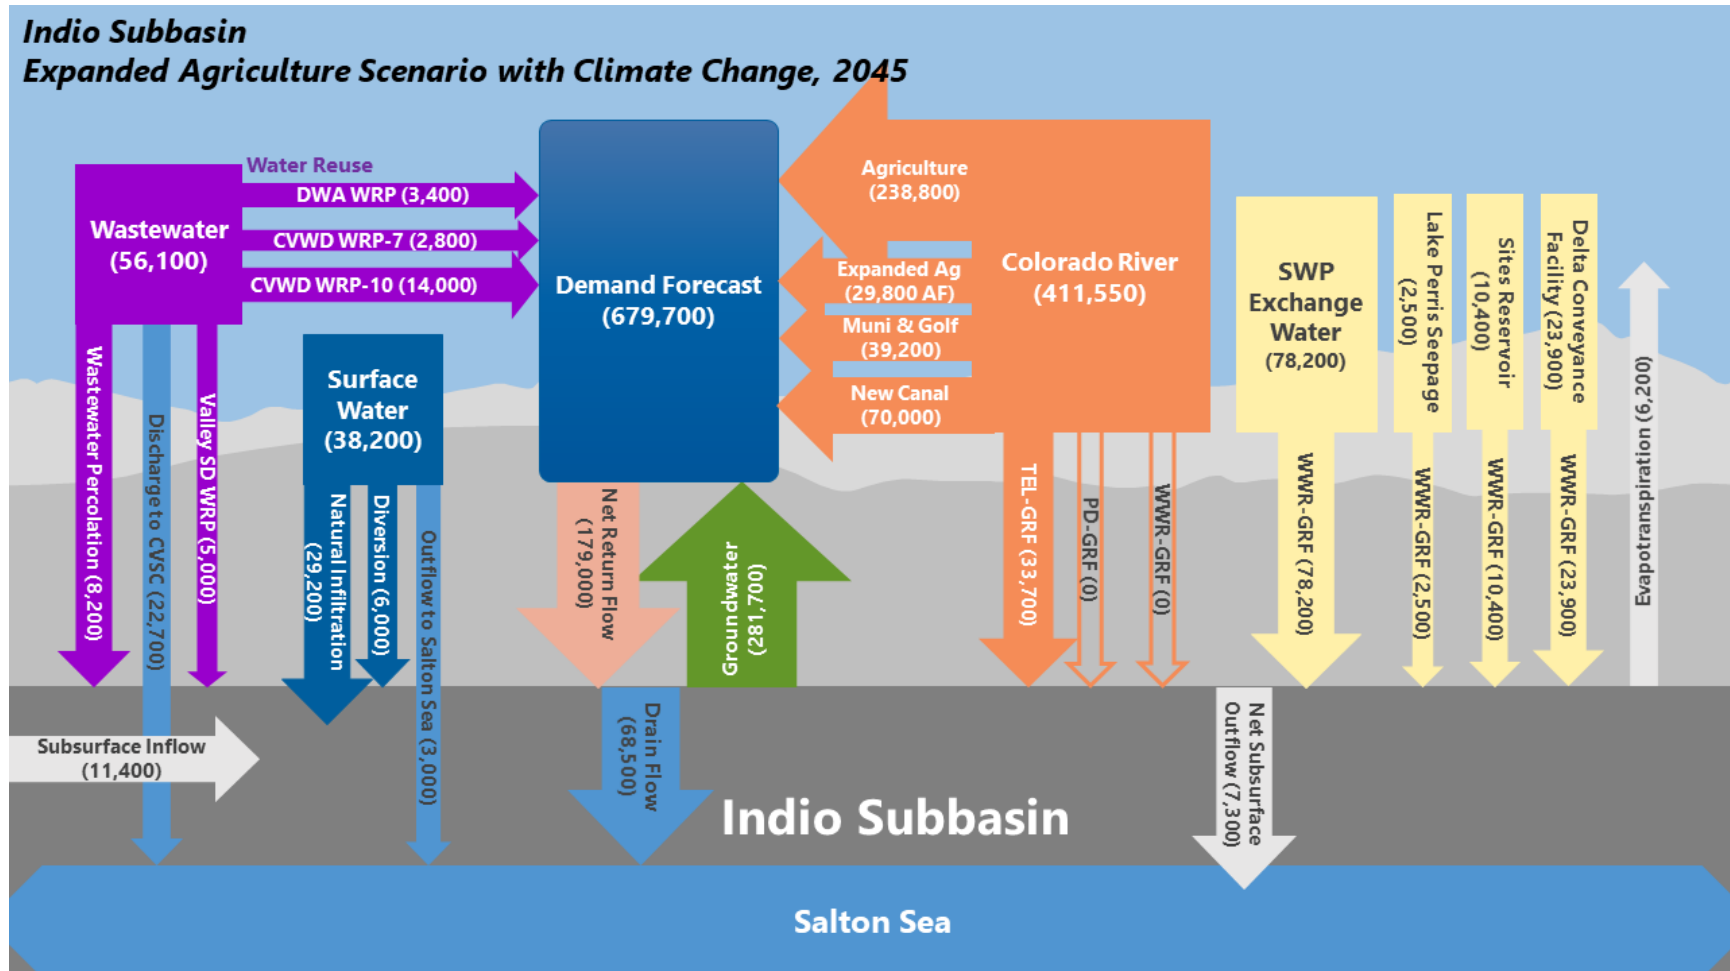 Indio Subbasin
Expanded Agriculture Scenario with Climate Change, 2045
Water Reuse
DWA WRP (3,400)
CVWD WRP-7 (2,800)
CVWD WRP-10 (14,000)
Wastewater
(56,100)
Wastewater Percolation (8,200)
Discharge to CVSC (22,700)
Valley SD WRP (5,000)
Surface
Water
(38,200)
Natural Infiltration
(29,200)
Diversion (6,000)
Outflow to Salton Sea (3,000)
Demand Forecast
(679,700)
Net Return Flow
(179,000)
Groundwater
(281,700)
Agriculture
(238,800)
Expanded Ag
(29,800 AF)
Muni & Golf
(39,200)
New Canal
(70,000)
Colorado River
(411,550)
TEL-GRF (33,700)
PD-GRF (0)
WWR-GRF (0)
SWP
Exchange
Water
(78,200)
WWR-GRF (78,200)
Lake Perris Seepage
(2,500)
WWR-GRF (2,500)
Sites Reservoir
(10,400)
WWR-GRF (10,400)
Delta Conveyance
Facility (23,900)
WWR-GRF (23,900)
Evapotranspiration (6,200)
Subsurface Inflow
(11,400)
Drain Flow
(68,500)
Net Subsurface
Outflow (7,300)
Indio Subbasin
Salton Sea